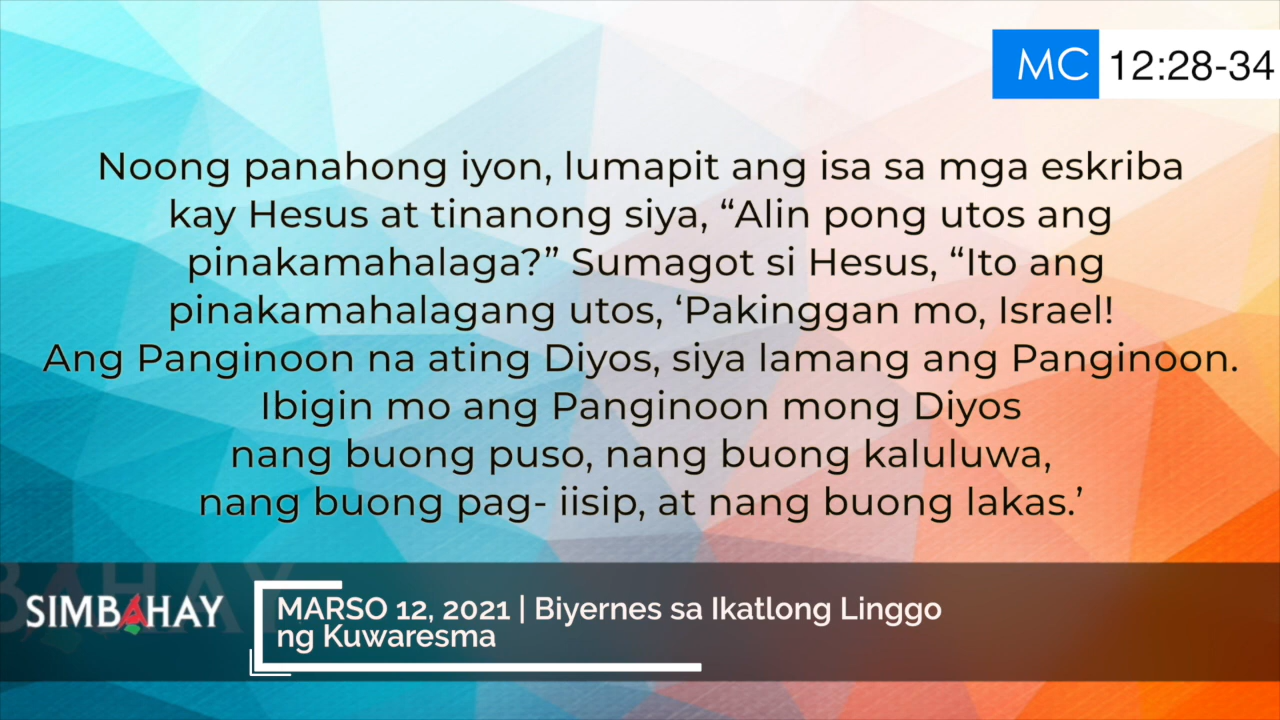 MC 12:28-34
Noong panahong iyon, lumapit ang isa sa mga eskriba
kay Hesus at tinanong siya, “Alin pong utos ang
pinakamahalaga?” Sumagot si Hesus, “Ito ang
pinakamahalagang utos, ‘Pakinggan mo, Israel!
Ang Panginoon na ating Diyos, siya lamang ang Panginoon.
Ibigin mo ang Panginoon mong Diyos
nang buong puso, nang buong kaluluwa,
nang buong pag- iisip, at nang buong lakas.’
SIMBAHAY
MARSO 12, 2021 | Biyernes sa Ikatlong Linggo
ng Kuwaresma